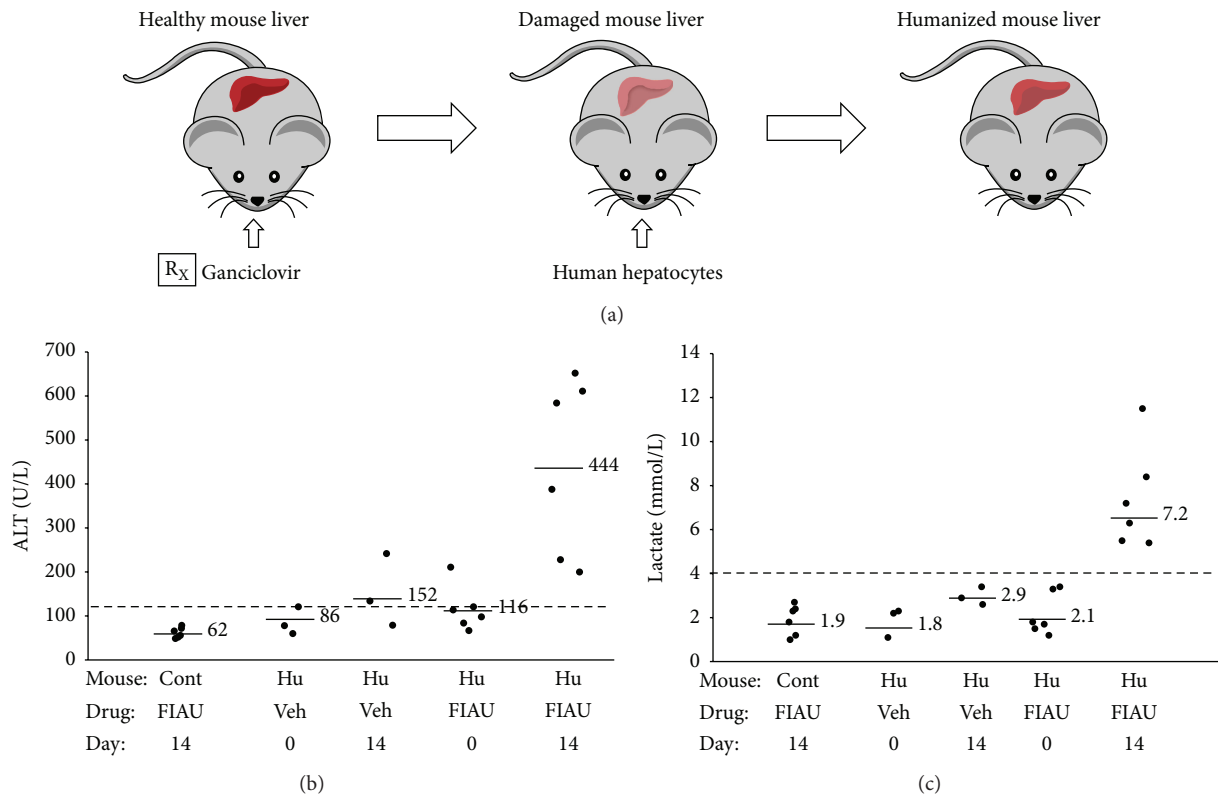 Healthy mouse liver
Damaged mouse liver
Humanized mouse liver
Rx Ganciclovir
Human hepatocytes
(a)
ALT (U/L)
700
600
500
400
300
200
100
0
62
86
152
116
444
Mouse: Cont Hu Hu Hu Hu
Drug: FIAU Veh Veh FIAU FIAU
Day: 14 0 14 0 14
(b)
Lactate (mmol/L)
14
12
10
8
6
4
2
0
1.9
1.8
2.9
2.1
7.2
Mouse: Cont Hu Hu Hu Hu
Drug: FIAU Veh Veh FIAU FIAU
Day: 14 0 14 0 14
(c)